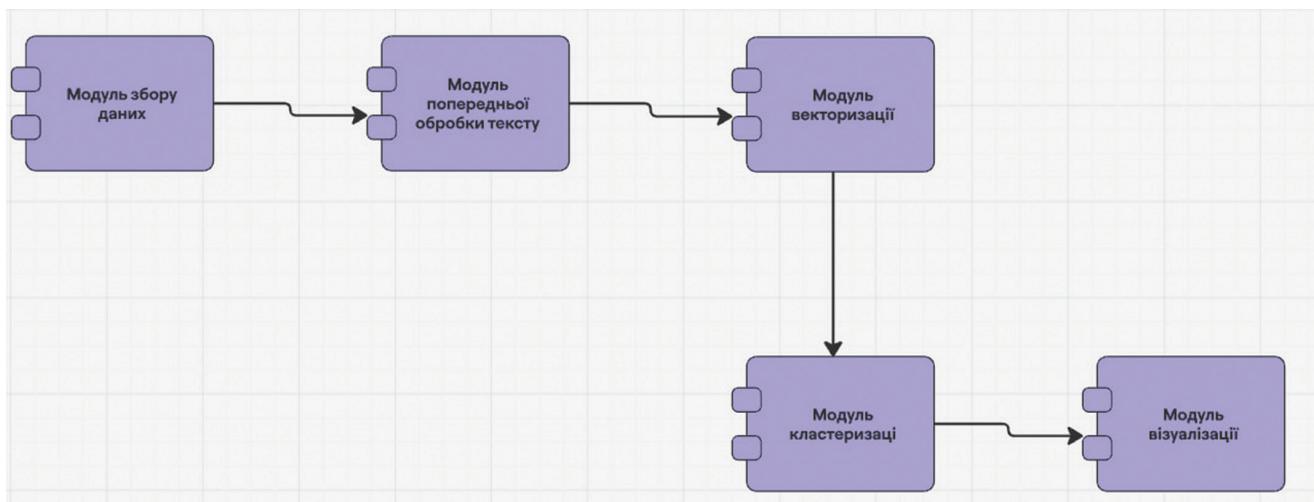 Модуль збору
даних
Модуль
попередньої
обробки тексту
Модуль
векторизації
Модуль
кластеризаці
Модуль
візуалізації